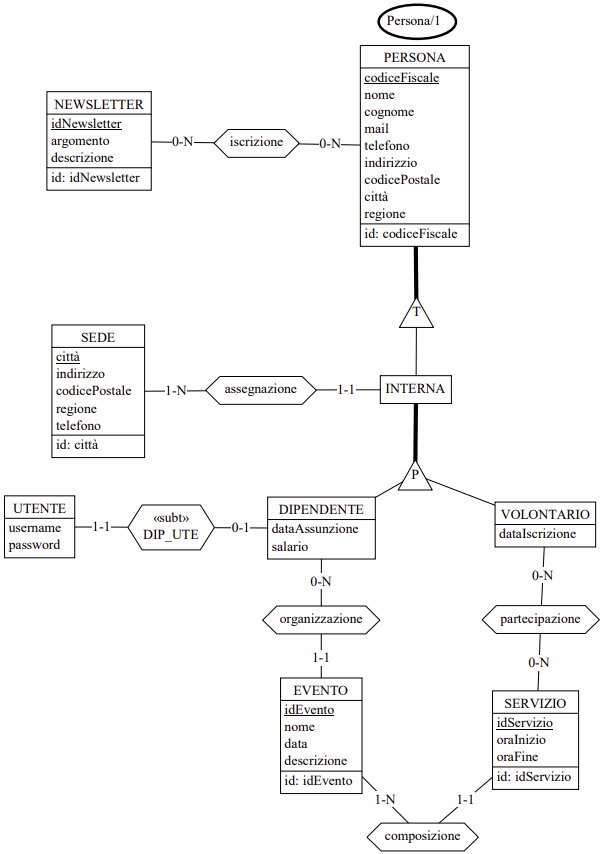 Persona/1
PERSONA
codiceFiscale
nome
cognome
mail
telefono
indirizzio
codicePostale
città
regione
id: codiceFiscale
NEWSLETTER
idNewsletter
argomento
descrizione
id: idNewsletter
0-N
iscrizione
0-N
T
SEDE
città
indirizzo
codicePostale
regione
telefono
id: città
1-N
assegnazione
1-1
INTERNA
P
UTENTE
username
password
1-1
«subt»
DIP_UTE
0-1
DIPENDENTE
dataAssunzione
salario
VOLONTARIO
dataIscrizione
0-N
organizzazione
1-1
0-N
partecipazione
0-N
EVENTO
idEvento
nome
data
descrizione
id: idEvento
SERVIZIO
idServizio
oraInizio
oraFine
id: idServizio
1-N
1-1
composizione